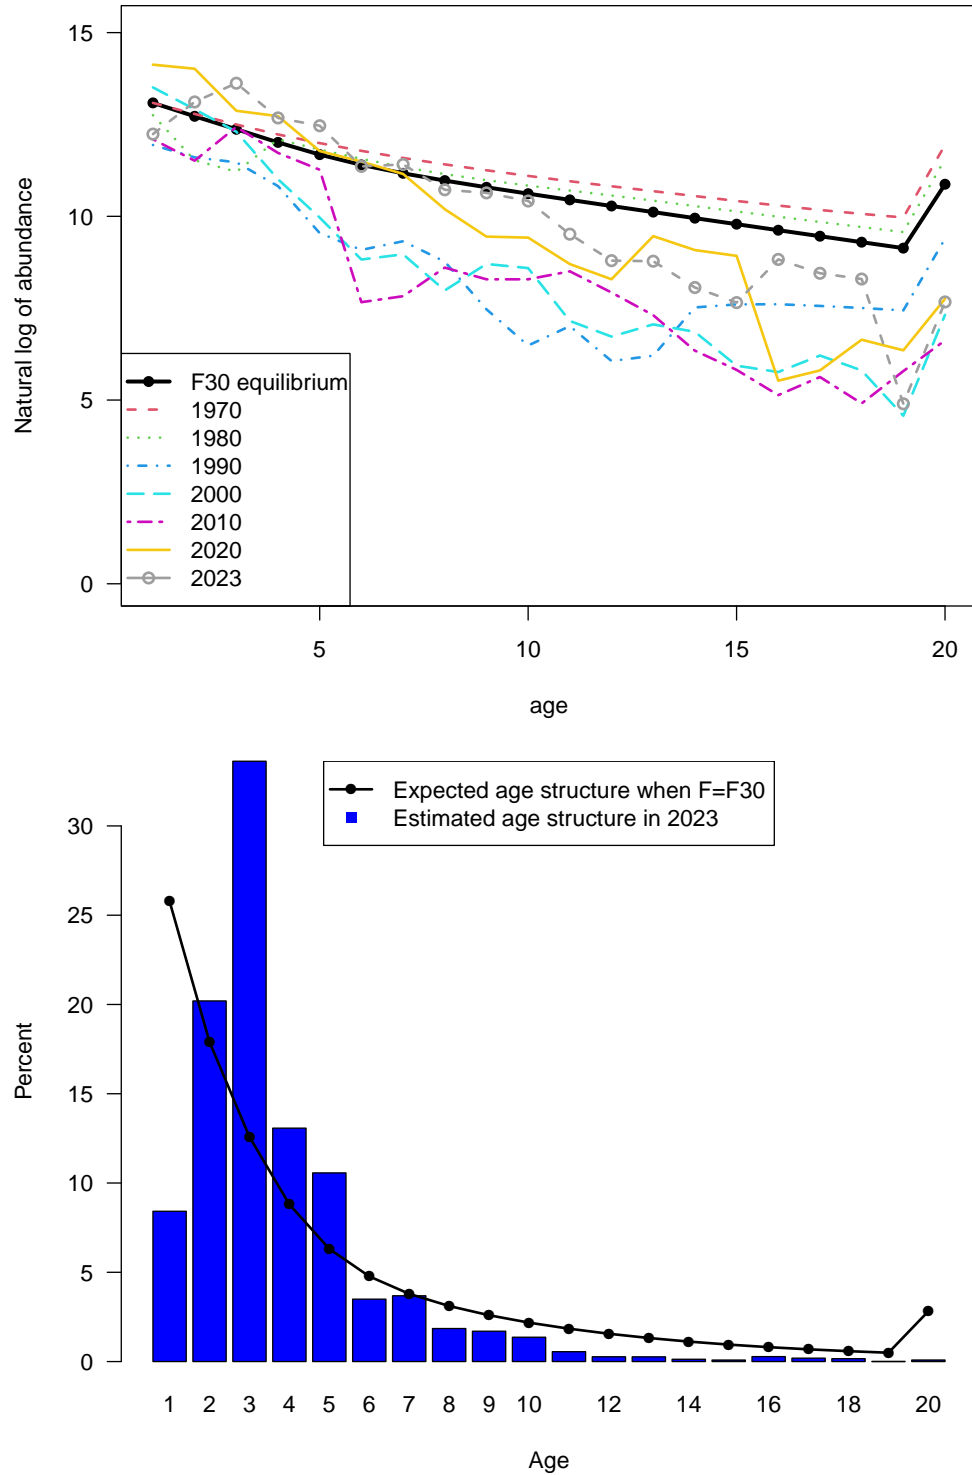 15
10
5
0
Natural log of abundance
F30 equilibrium
1970
1980
1990
2000
2010
2020
2023
5 10 15 20
age
Expected age structure when F=F30
Estimated age structure in 2023
30
25
20
15
10
5
0
Percent
1 2 3 4 5 6 7 8 9 10 12 14 16 18 20
Age